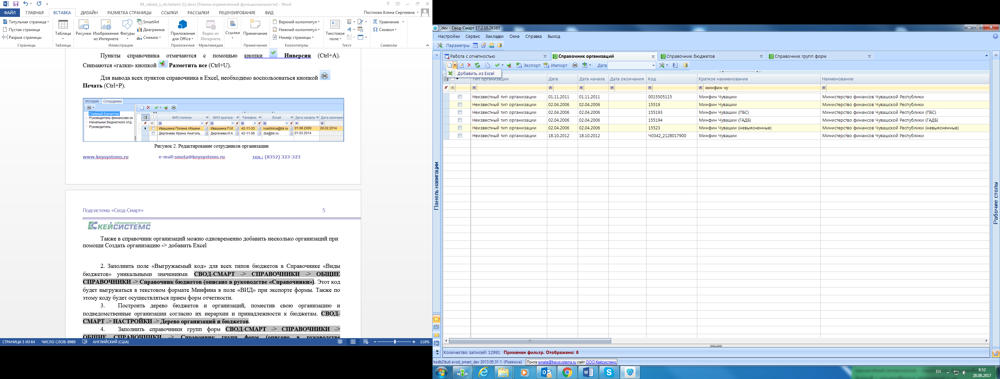 04_rabota_s_otchetami (1).docx [Режим ограниченной функциональности] - Word
ФАЙЛ ГЛАВНАЯ ВСТАВКА ДИЗАЙН РАЗМЕТКА СТРАНИЦЫ ССЫЛКИ РАССЫЛКИ РЕЦЕНЗИРОВАНИЕ ВИД Постнова Алена Сергеевна
Титульная страница
Пустая страница
Разрыв страницы
Страницы
Таблица
Таблицы
Рисунки
Изображения из Интернета
Фигуры
SmartArt
Диаграмма
Снимок
Иллюстрации
Приложения для Office
Приложения
Видео из Интернета
Мультимедиа
Ссылки
Примечание
Примечания
Верхний колонтитул
Нижний колонтитул
Номер страницы
Колонтитулы
Текстовое поле
Текст
Уравнение
Символ
Символы
Пункты справочника отмечаются с помощью кнопки Инверсия (Ctrl+A).
Снимаются «галки» кнопкой Разметить все (Ctrl+U).
Для вывода всех пунктов справочника в Excel, необходимо воспользоваться кнопкой
Печать (Ctrl+P).
История Сотрудники
Главный бухгалтер
Руководитель финансово-эк
Начальник бюджетного отд
Руководитель
ФИО полное ФИО краткое Телефон Email Дата начала Дата окончани
Ивашкина Полина Ильини... Ивашкина П.И. 42-11-33 ivashkina@bk.ru 01.06.2000 28.02.2014
Дергачева Ирина Анатоль... Дергачева И.А. 42-11-56 dia@bk.ru 01.03.2014
Рисунок 2. Редактирование сотрудников организации
www.keysystems.ru e-mail:smeta@keysystems.ru тел.: (8352) 323-323
Подсистема «Свод-Смарт» 5
информационные технологии
КЕЙСИСТЕМС
Также в справочник организаций можно одновременно добавить несколько организаций при
помощи Создать организацию -> добавить Excel
2. Заполнить поле «Выгружаемый код» для всех типов бюджетов в Справочнике «Виды
бюджетов» уникальными значениями. СВОД-СМАРТ -> СПРАВОЧНИКИ -> ОБЩИЕ
СПРАВОЧНИКИ -> Справочник бюджетов (описано в руководстве «Справочники»). Этот код
будет выгружаться в текстовом формате Минфина в поле «ВИД» при экспорте формы. Также по
этому коду будет осуществляться прием форм отчетности.
3. Построить дерево бюджетов и организаций, поместив свою организацию и
подведомственные организации согласно их иерархии и принадлежности к бюджетам. СВОД-
СМАРТ -> НАСТРОЙКИ -> Дерево организаций и бюджетов.
4. Заполнить справочники групп форм СВОД-СМАРТ -> СПРАВОЧНИКИ ->
ОБЩИЕ СПРАВОЧНИКИ -> Справочник групп форм (описано в руководстве
СТРАНИЦА 5 ИЗ 64 ЧИСЛО СЛОВ: 8980 АНГЛИЙСКИЙ (США) 110%
_dev - Свод-Смарт 17.2.10.26385
Настройки Сервис Закладки Окна Справка Выход
Параметры
Работа с отчетностью Справочник организаций Справочник бюджетов Справочник групп форм
Экспорт Импорт Дата
Добавить из Excel
Тип организации Дата Дата начала Дата окончания Код Краткое наименование Наименование
минфин чу
Неизвестный тип организации 01.11.2011 01.11.2011 0015505115 Минфин Чувашии Министерство финансов Чувашской Республики
Неизвестный тип организации 02.04.2006 02.04.2006 15519 Минфин Чувашии Министерство финансов Чувашской Республики
Неизвестный тип организации 02.04.2006 02.04.2006 155193 Минфин Чувашии (ПБС) Министерство финансов Чувашской Республики (ПБС)
Неизвестный тип организации 02.04.2006 02.04.2006 155194 Минфин Чувашии (ГАДБ) Министерство финансов Чувашской Республики (ГАДБ)
Неизвестный тип организации 02.04.2006 02.04.2006 15523 Минфин Чувашии (невыясненные) Министерство финансов Чувашской Республики (невыясненные)
Неизвестный тип организации 18.10.2012 18.10.2012 Ч0342_2128017900 Минфин Чувашии Министерство финансов Чувашской Республики
Панель навигации
Рабочие столы
Количество записей: 12991 Применен фильтр. Отображено: 6
ksdb2\buh.svod_smart_dev 2013.05.31.1. (Postnova) Почта smeta@keysystems.ru сайт ООО Кейсистемс
EN 8:52
28.08.2017